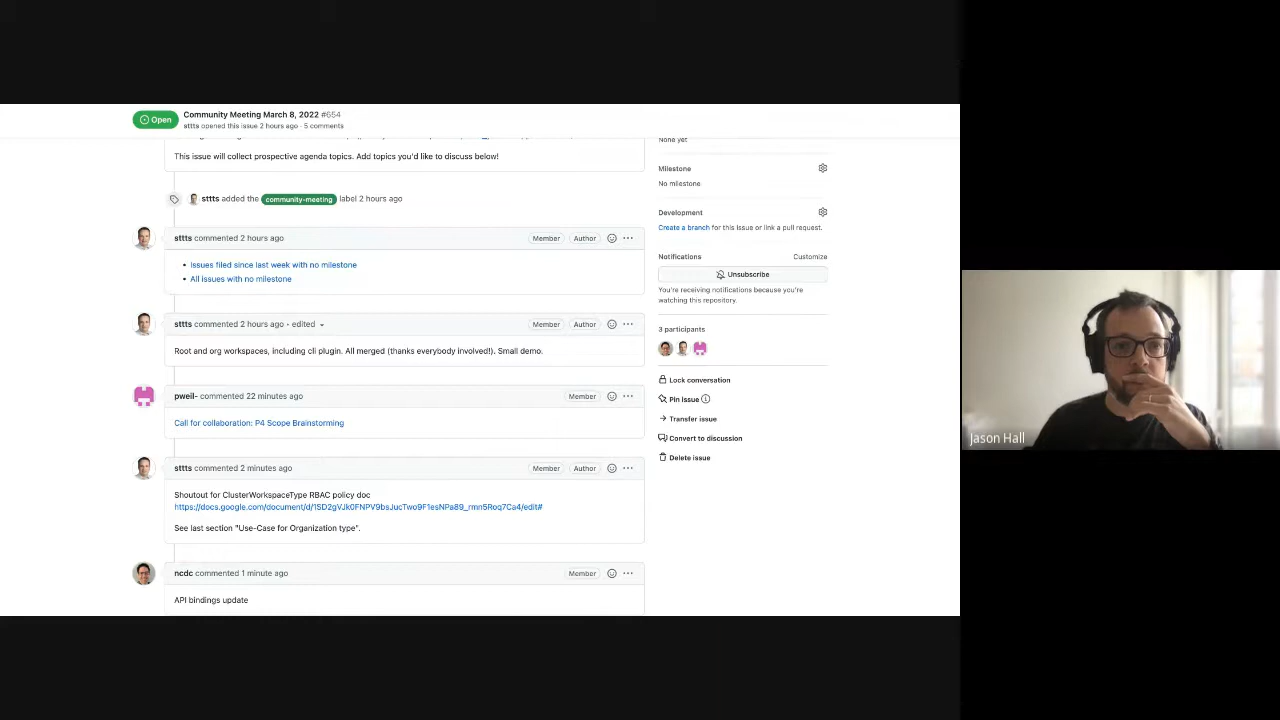 Open
Community Meeting March 8, 2022 #654
sttts opened this issue 2 hours ago · 5 comments
This issue will collect prospective agenda topics. Add topics you'd like to discuss below!
sttts added the community-meeting label 2 hours ago
sttts commented 2 hours ago
Member Author
• Issues filed since last week with no milestone
• All issues with no milestone
sttts commented 2 hours ago · edited
Member Author
Root and org workspaces, including cli plugin. All merged (thanks everybody involved!). Small demo.
pweil- commented 22 minutes ago
Member
Call for collaboration: P4 Scope Brainstorming
sttts commented 2 minutes ago
Member Author
Shoutout for ClusterWorkspaceType RBAC policy doc
https://docs.google.com/document/d/1SD2gVJk0FNPV9bsJucTwo9F1esNPa89_rmn5Roq7Ca4/edit#
See last section "Use-Case for Organization type".
ncdc commented 1 minute ago
Member
API bindings update
None yet
Milestone
No milestone
Development
Create a branch for this issue or link a pull request.
Notifications
Customize
Unsubscribe
You're receiving notifications because you're
watching this repository.
3 participants
Lock conversation
Pin issue
Transfer issue
Convert to discussion
Delete issue
Jason Hall